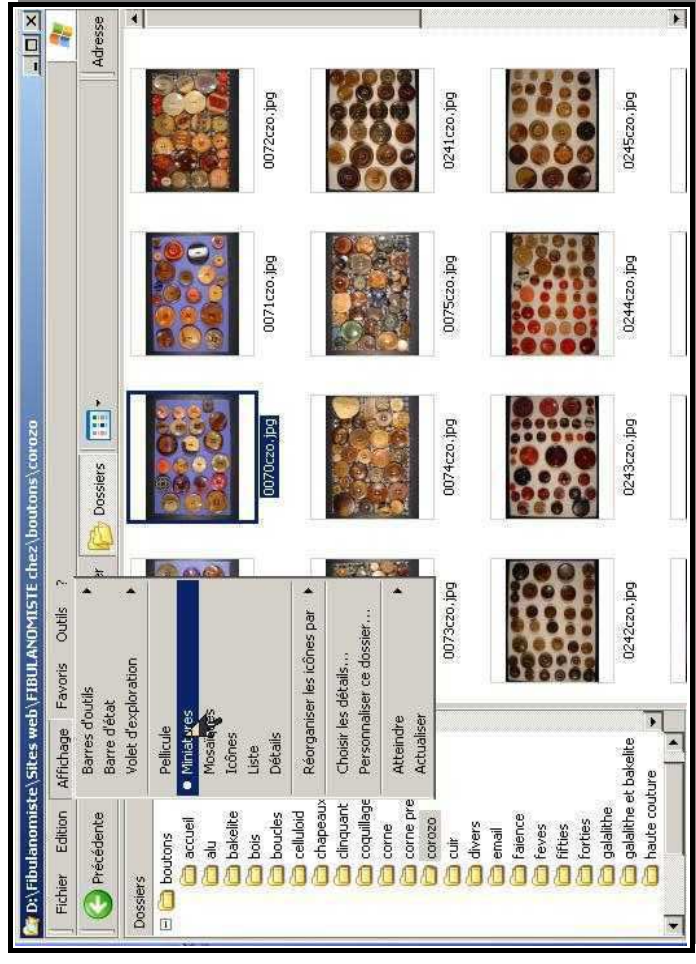 D:\Fibulanomiste\Sites web\FIBULANOMISTE chez\boutons\corozo
Fichier Edition Affichage Favoris Outils ?
Précédente
Dossiers
Adresse
Barres d'outils
Barre d'état
Volet d'exploration
Pellicule
Miniatures
Mosaïques
Icônes
Liste
Détails
Réorganiser les icônes par
Choisir les détails...
Personnaliser ce dossier...
Atteindre
Actualiser
Dossiers
boutons
accueil
alu
bakelite
bois
boucles
celluloid
chapeaux
clinquant
coquillage
corne
corne pre
corozo
cuir
divers
email
faience
feves
fifties
forties
galalithe
galalithe et bakelite
haute couture
0070czo.jpg 0071czo.jpg 0072czo.jpg
0073czo.jpg 0074czo.jpg 0075czo.jpg 0241czo.jpg
0242czo.jpg 0243czo.jpg 0244czo.jpg 0245czo.jpg